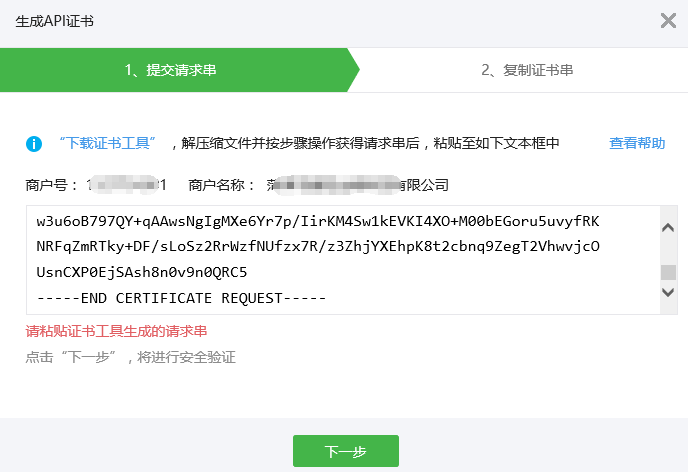 生成API证书
1、提交请求串
2、复制证书串
“下载证书工具”，解压缩文件并按步骤操作获得请求串后，粘贴至如下文本框中 查看帮助
商户号： 1 1 商户名称： 有限公司
w3u6oB797QY+qAAwsNgIgMXe6Yr7p/IirKM4Sw1kEVKI4XO+M00bEGoru5uvyfRK
NRFqZmRTky+DF/sLoSz2RrWzfNUfzx7R/z3ZhjYXEhpK8t2cbnq9ZegT2VhwvjcO
UsnCXP0EjSAsh8n0v9n0QRC5
-----END CERTIFICATE REQUEST-----
请粘贴证书工具生成的请求串
点击“下一步”，将进行安全验证
下一步